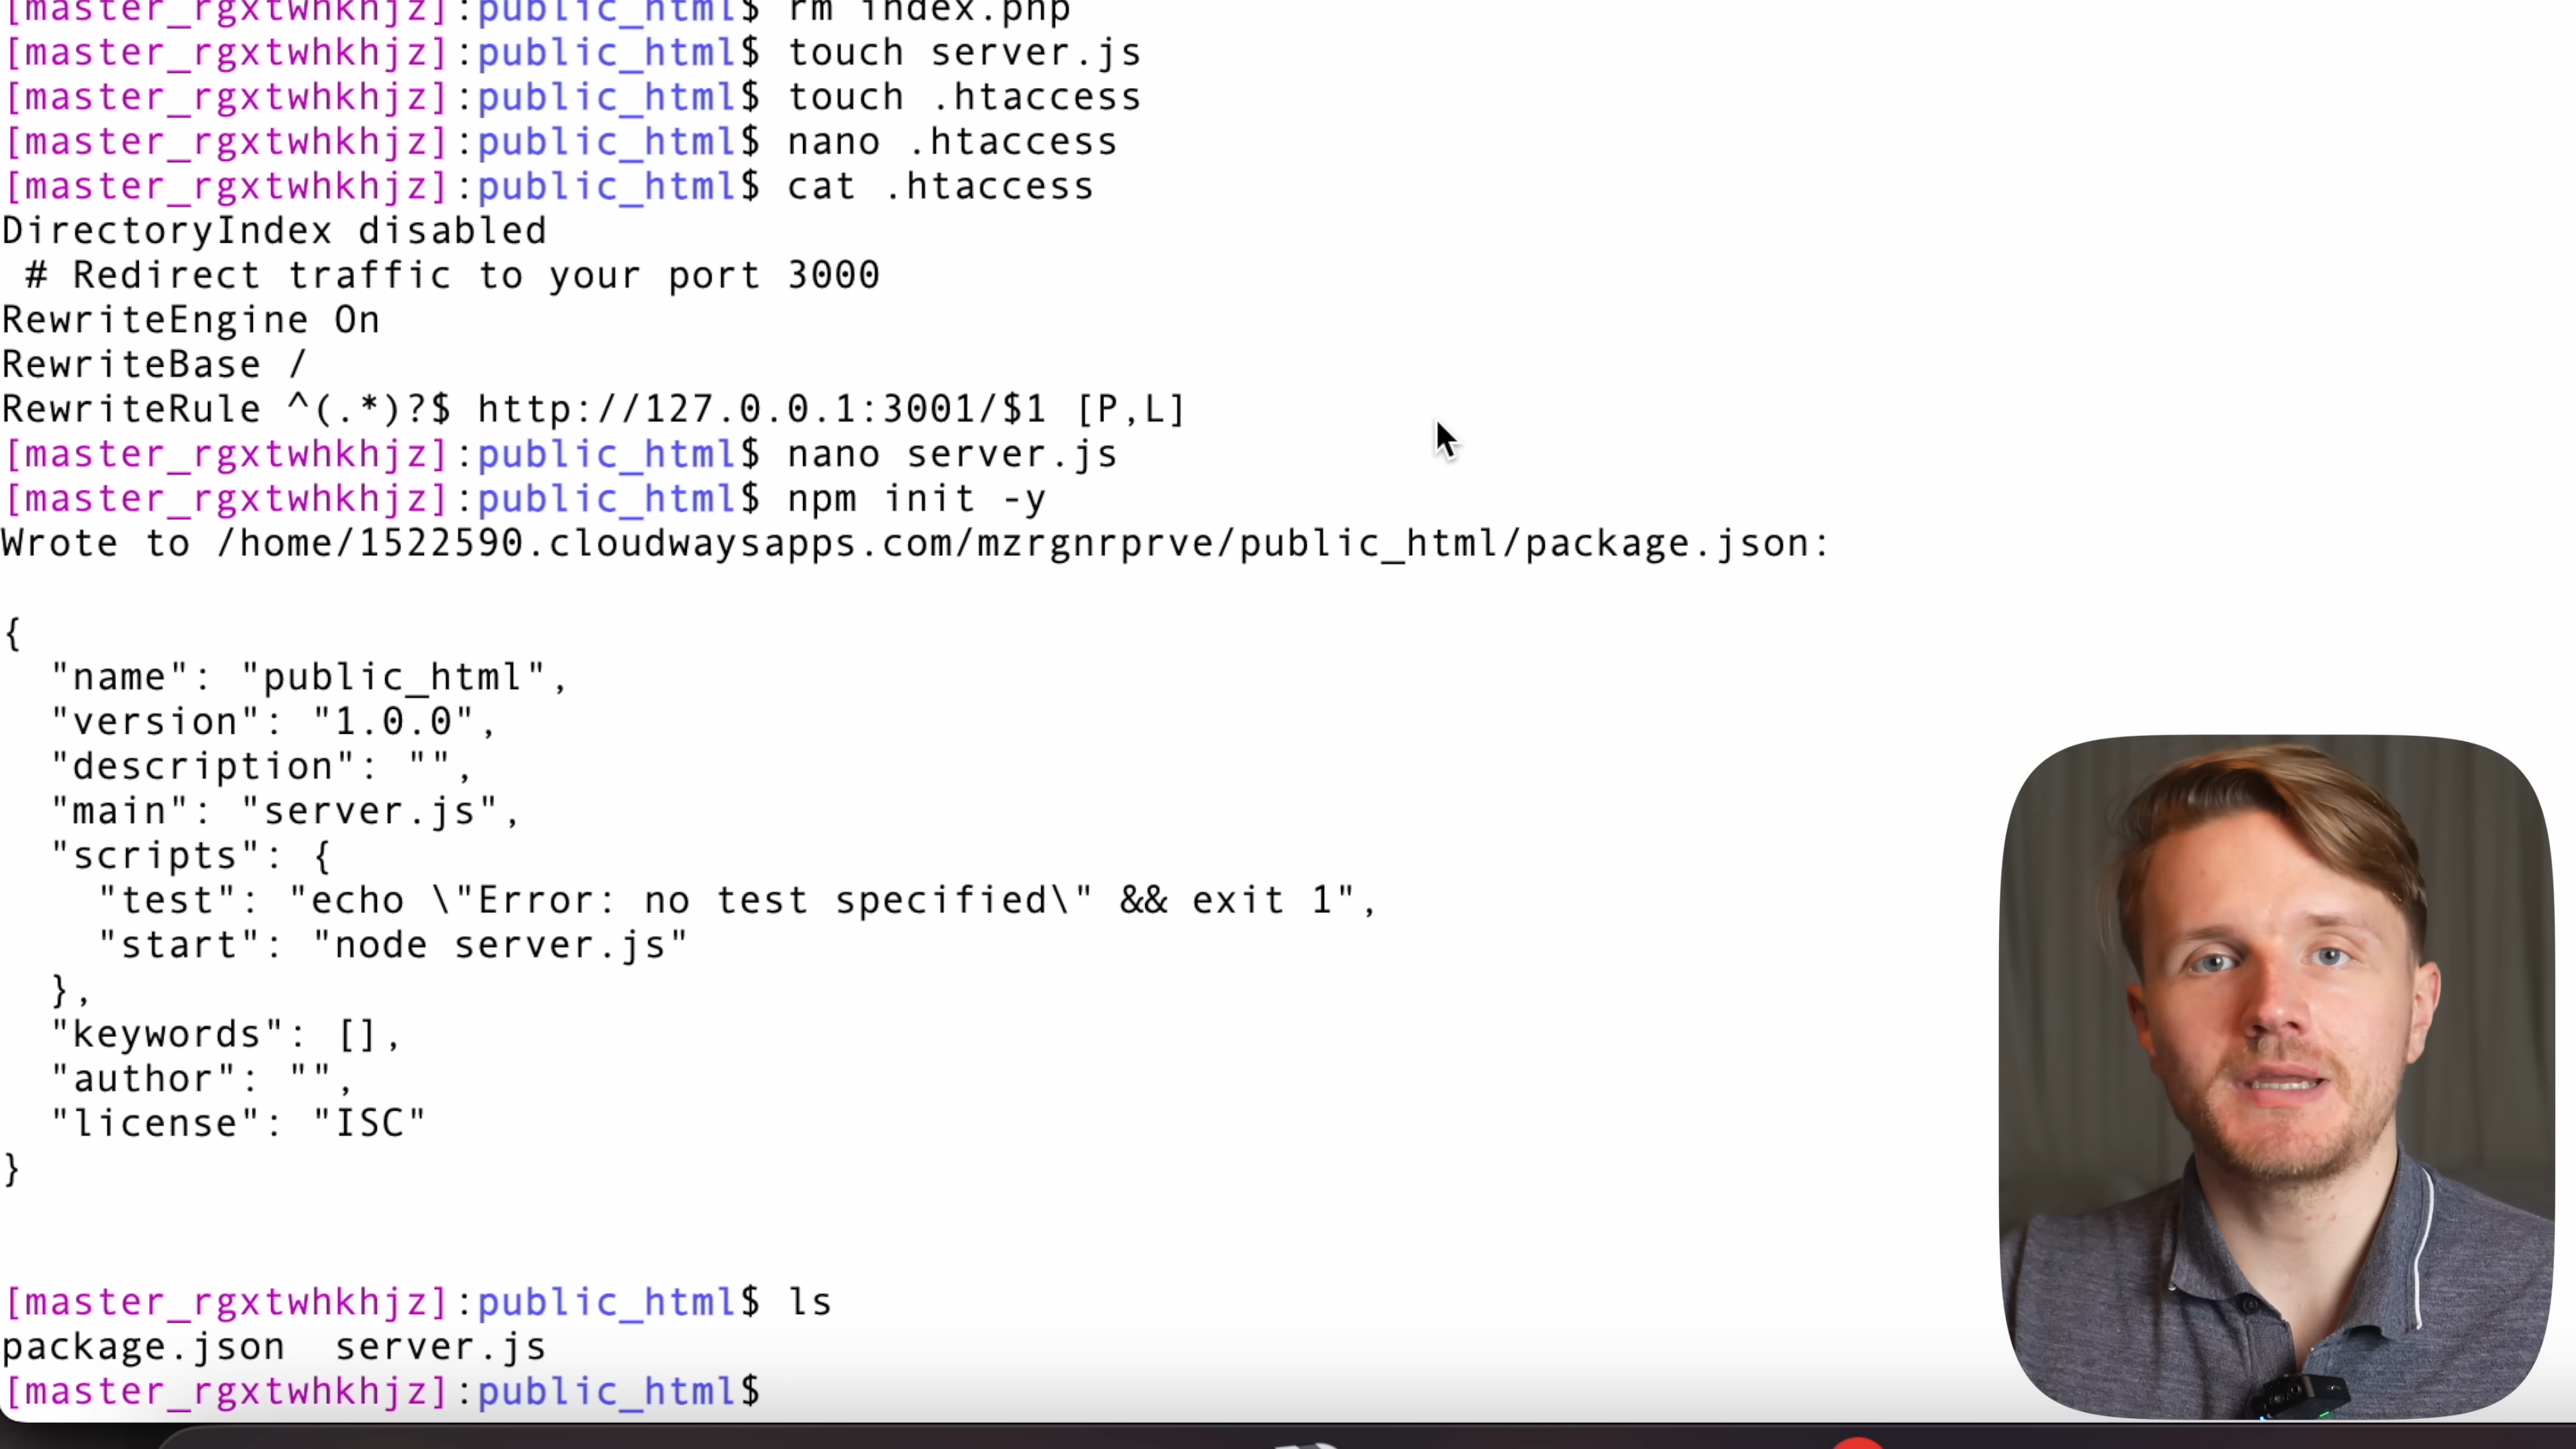 [master_rgxtwhkhjz]:public_html$ rm index.php
[master_rgxtwhkhjz]:public_html$ touch server.js
[master_rgxtwhkhjz]:public_html$ touch .htaccess
[master_rgxtwhkhjz]:public_html$ nano .htaccess
[master_rgxtwhkhjz]:public_html$ cat .htaccess
DirectoryIndex disabled
 # Redirect traffic to your port 3000
RewriteEngine On
RewriteBase /
RewriteRule ^(.*)?$ http://127.0.0.1:3001/$1 [P,L]
[master_rgxtwhkhjz]:public_html$ nano server.js
[master_rgxtwhkhjz]:public_html$ npm init -y
Wrote to /home/1522590.cloudwaysapps.com/mzrgnrprve/public_html/package.json:
{
  "name": "public_html",
  "version": "1.0.0",
  "description": "",
  "main": "server.js",
  "scripts": {
    "test": "echo \"Error: no test specified\" && exit 1",
    "start": "node server.js"
  },
  "keywords": [],
  "author": "",
  "license": "ISC"
}
[master_rgxtwhkhjz]:public_html$ ls
package.json  server.js
[master_rgxtwhkhjz]:public_html$